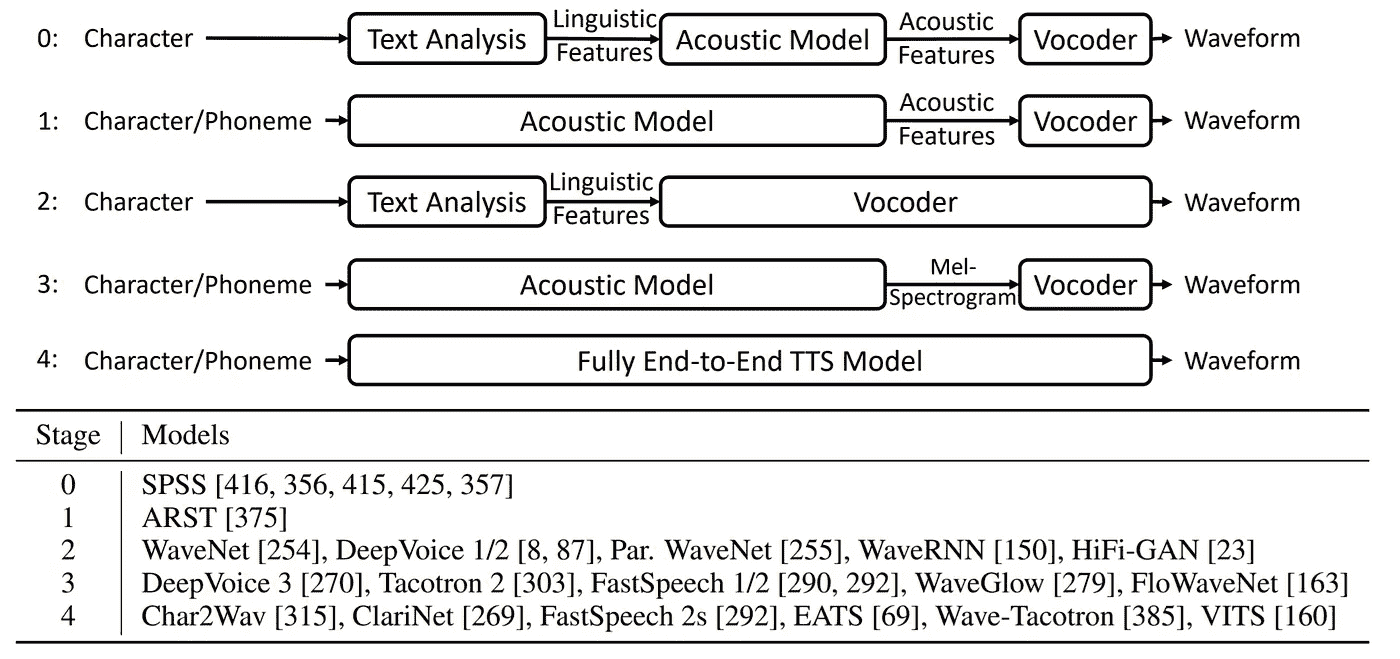 0: Character Text Analysis Linguistic Features Acoustic Model Acoustic Features Vocoder Waveform
1: Character/Phoneme Acoustic Model Acoustic Features Vocoder Waveform
2: Character Text Analysis Linguistic Features Vocoder Waveform
3: Character/Phoneme Acoustic Model Mel-Spectrogram Vocoder Waveform
4: Character/Phoneme Fully End-to-End TTS Model Waveform
Stage Models
0 SPSS [416, 356, 415, 425, 357]
1 ARST [375]
2 WaveNet [254], DeepVoice 1/2 [8, 87], Par. WaveNet [255], WaveRNN [150], HiFi-GAN [23]
3 DeepVoice 3 [270], Tacotron 2 [303], FastSpeech 1/2 [290, 292], WaveGlow [279], FloWaveNet [163]
4 Char2Wav [315], ClariNet [269], FastSpeech 2s [292], EATS [69], Wave-Tacotron [385], VITS [160]